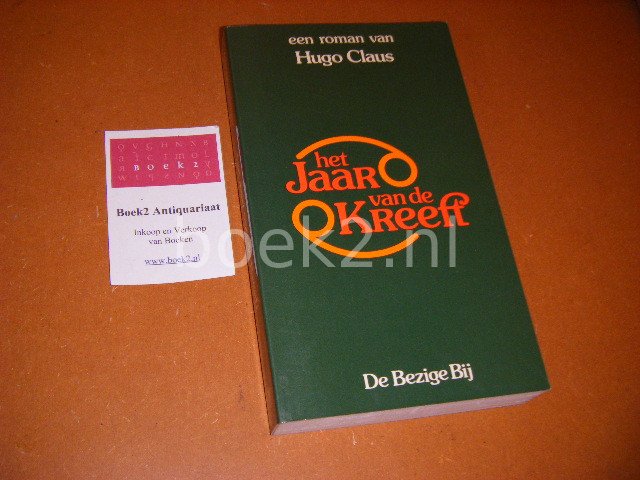 een roman van
Hugo Claus
het
Jaar
van de
Kreeft
De Bezige Bij
Boek2
Boek2 Antiquariaat
Inkoop en Verkoop
van Boeken
www.boek2.nl
boek2.nl